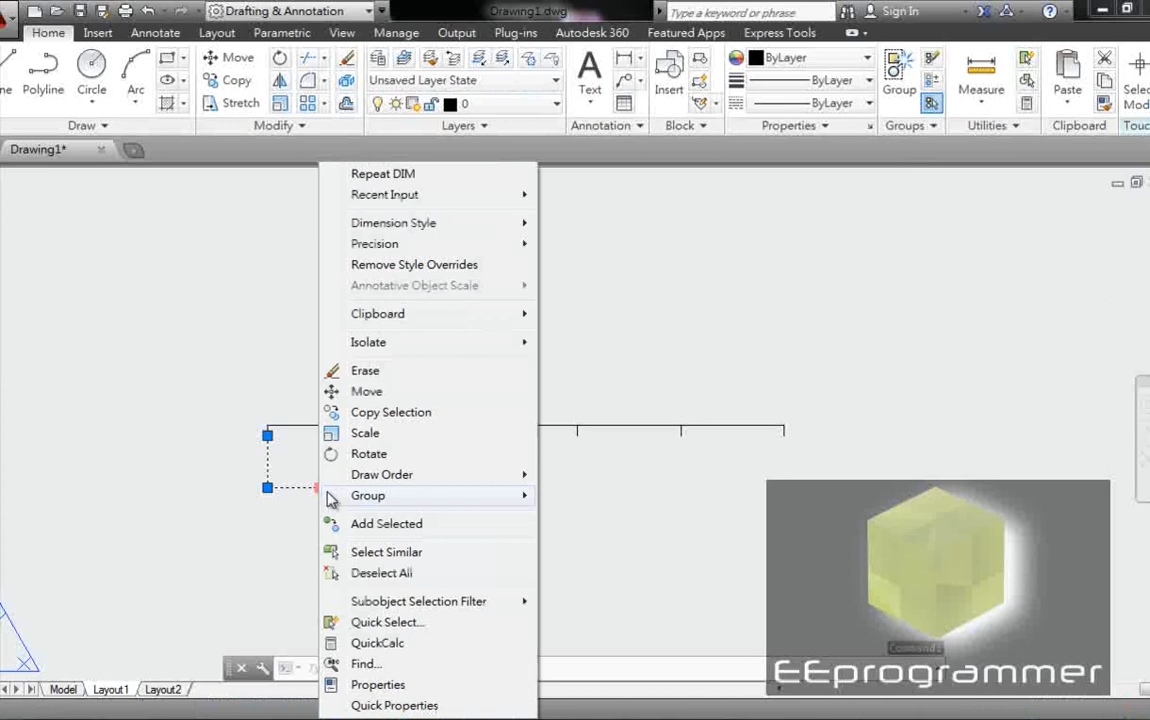 Drafting & Annotation
Drawing1.dwg
Type a keyword or phrase
Sign In
Home
Insert
Annotate
Layout
Parametric
View
Manage
Output
Plug-ins
Autodesk 360
Featured Apps
Express Tools
Polyline
Circle
Arc
Move
Copy
Stretch
Unsaved Layer State
0
Text
Insert
ByLayer
ByLayer
ByLayer
Group
Measure
Paste
Draw
Modify
Layers
Annotation
Block
Properties
Groups
Utilities
Clipboard
Drawing1*
Repeat DIM
Recent Input
Dimension Style
Precision
Remove Style Overrides
Annotative Object Scale
Clipboard
Isolate
Erase
Move
Copy Selection
Scale
Rotate
Draw Order
Group
Add Selected
Select Similar
Deselect All
Subobject Selection Filter
Quick Select...
QuickCalc
Find...
Properties
Quick Properties
Command:
EEprogrammer
Model
Layout1
Layout2